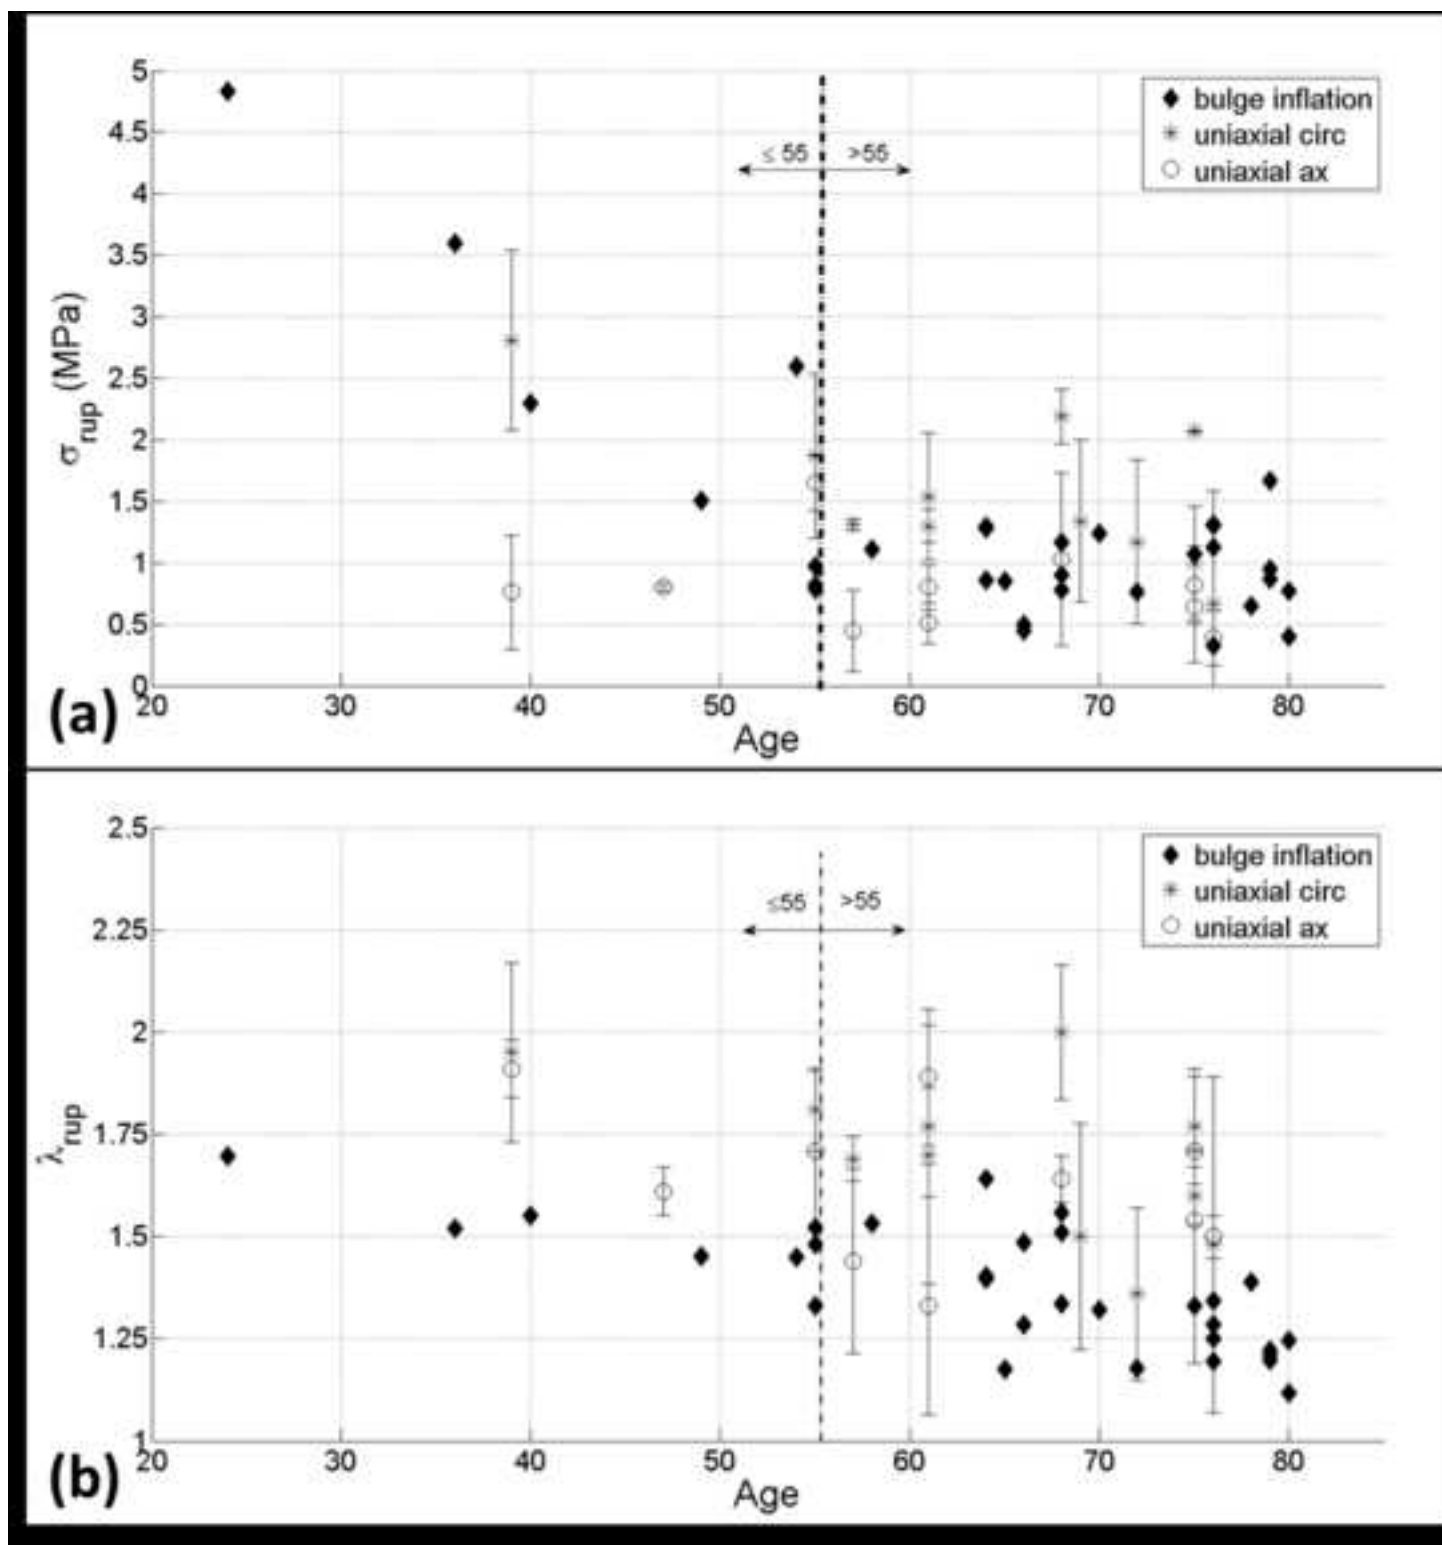 5
4.5
4
3.5
3
2.5
2
1.5
1
0.5
0
σrup (MPa)
≤ 55 >55
bulge inflation
uniaxial circ
uniaxial ax
20 30 40 50 60 70 80
Age
(a)
2.5
2.25
2
1.75
1.5
1.25
1
λrup
≤55 >55
bulge inflation
uniaxial circ
uniaxial ax
20 30 40 50 60 70 80
Age
(b)